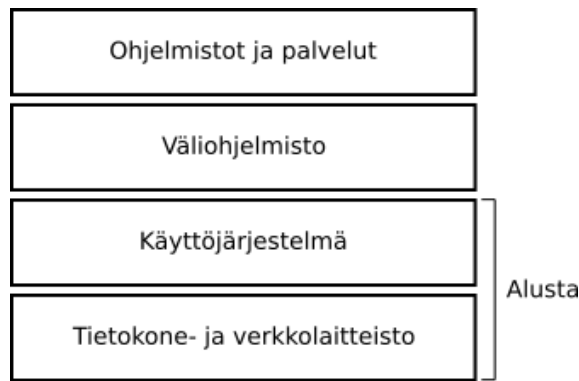 Ohjelmistot ja palvelut
Väliohjelmisto
Käyttöjärjestelmä
Alusta
Tietokone- ja verkkolaitteisto